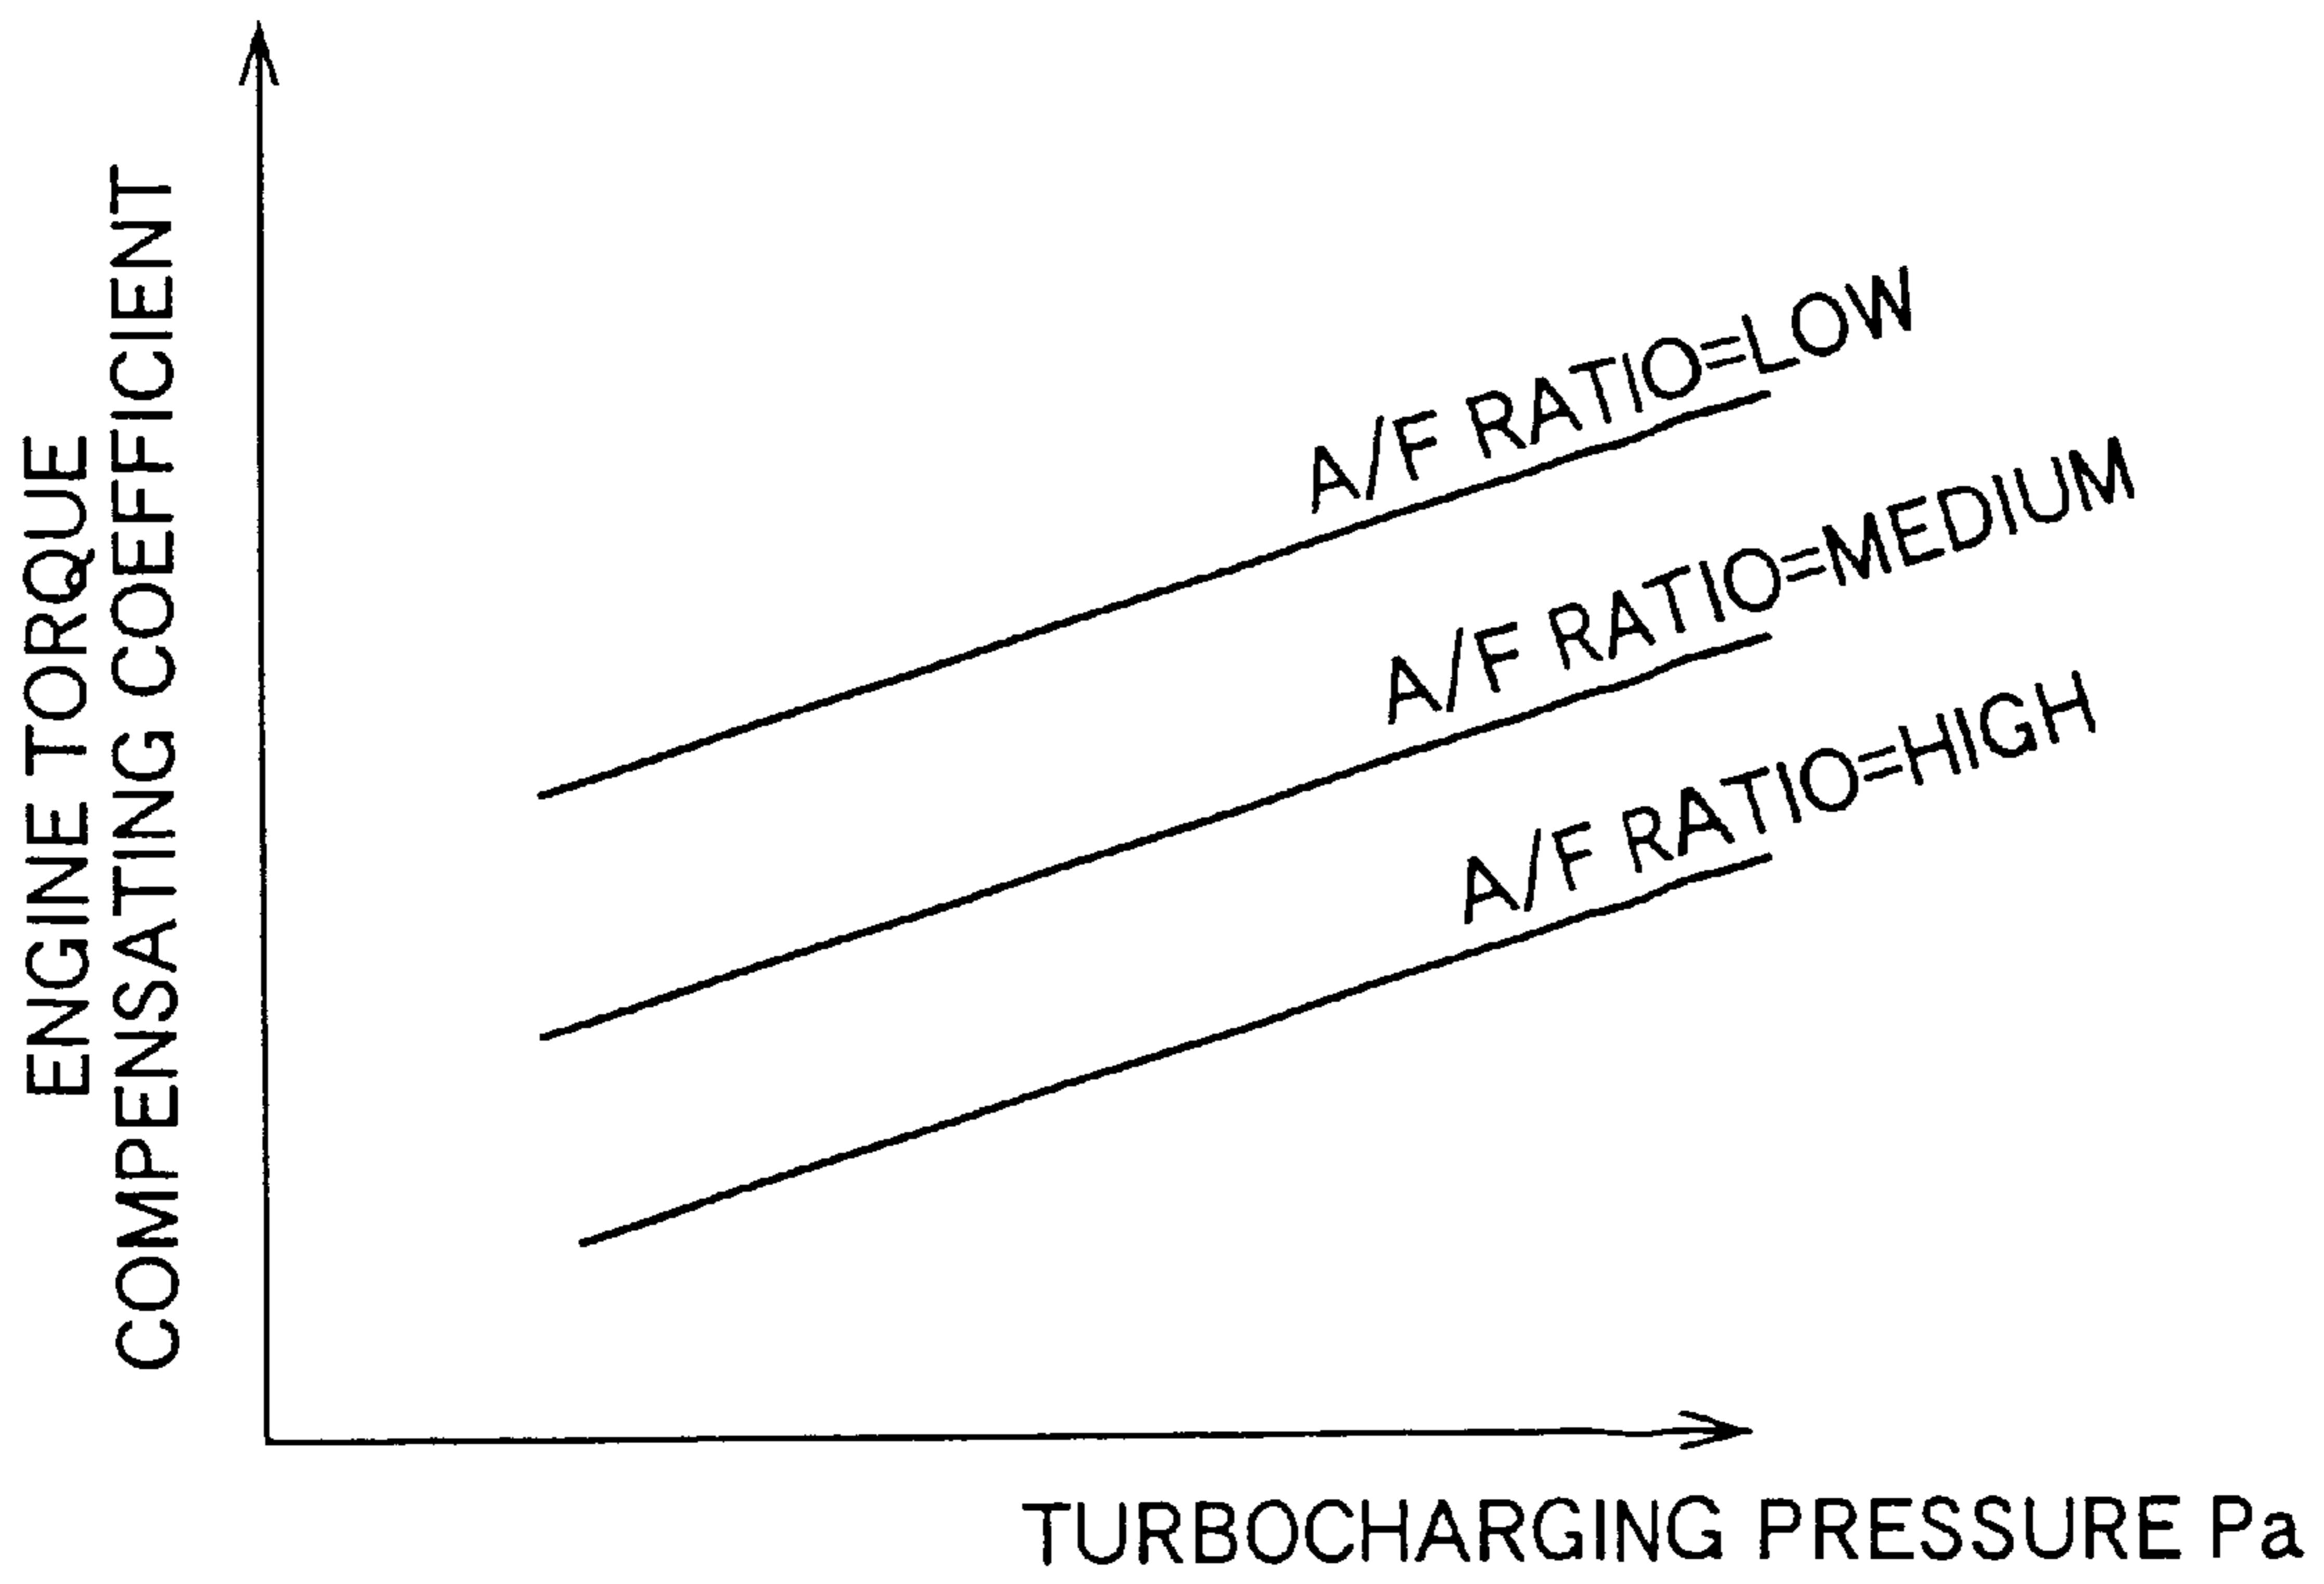 ENGINE TORQUE
COMPENSATING COEFFICIENT
A/F RATIO=LOW
A/F RATIO=MEDIUM
A/F RATIO=HIGH
TURBOCHARGING PRESSURE Pa